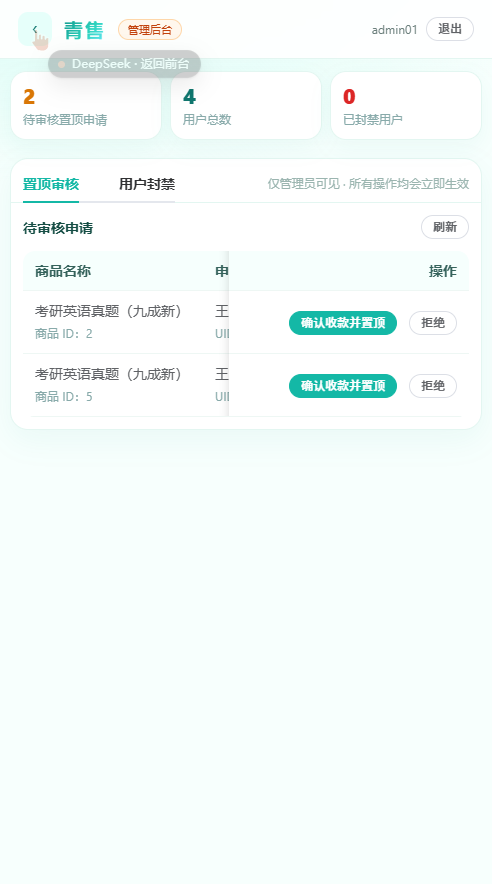 ‹ 青售 管理后台 admin01 退出
DeepSeek · 返回前台
2 4 0
待审核置顶申请 用户总数 已封禁用户
置顶审核 用户封禁 仅管理员可见 · 所有操作均会立即生效
待审核申请 刷新
商品名称 申 操作
考研英语真题（九成新） 王 确认收款并置顶 拒绝
商品 ID：2 UI
考研英语真题（九成新） 王 确认收款并置顶 拒绝
商品 ID：5 UI